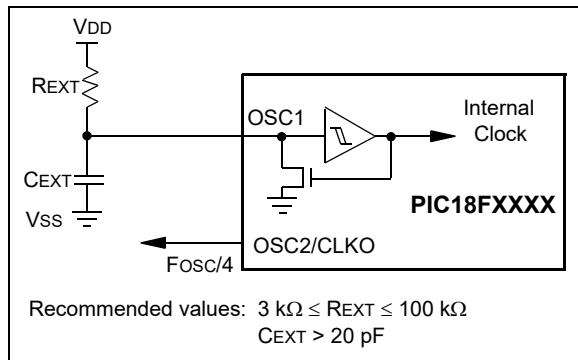 VDD
REXT
OSC1
Internal
Clock
CEXT
PIC18FXXXX
VSS
OSC2/CLKO
FOSC/4
Recommended values: 3 kΩ ≤ REXT ≤ 100 kΩ
CEXT > 20 pF